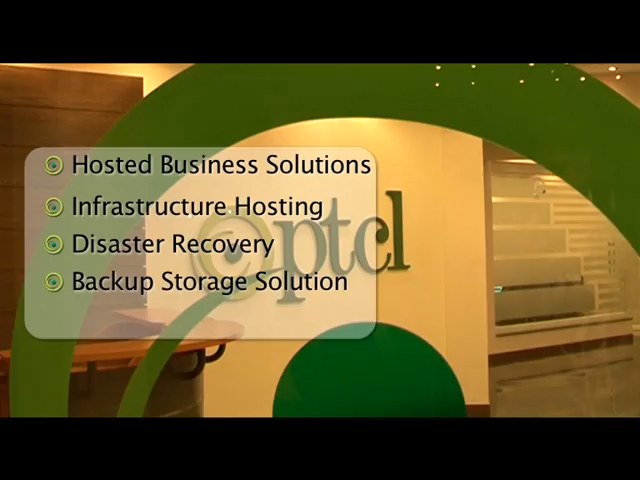 Hosted Business Solutions
Infrastructure Hosting
Disaster Recovery
Backup Storage Solution
ptcl